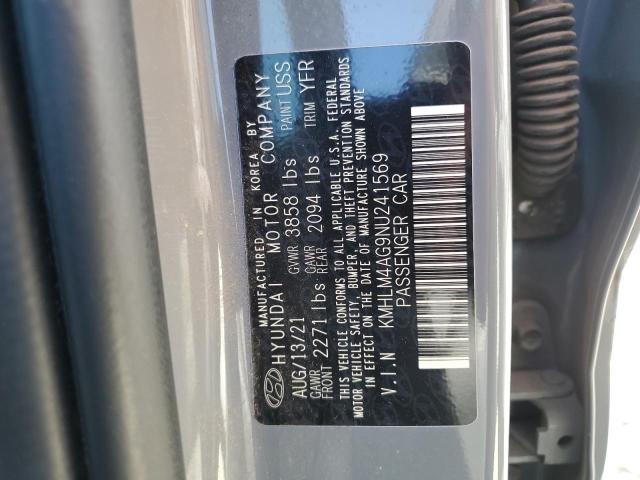 MANUFACTURED IN KOREA BY
HYUNDAI MOTOR COMPANY
AUG/13/21 GVWR 3858 lbs PAINT USS
GAWR FRONT 2271 lbs GAWR REAR 2094 lbs TRIM YFR
THIS VEHICLE CONFORMS TO ALL APPLICABLE U.S.A. FEDERAL
MOTOR VEHICLE SAFETY, BUMPER, AND THEFT PREVENTION STANDARDS
IN EFFECT ON THE DATE OF MANUFACTURE SHOWN ABOVE
V.I.N KMHLM4AG9NU241569
PASSENGER CAR